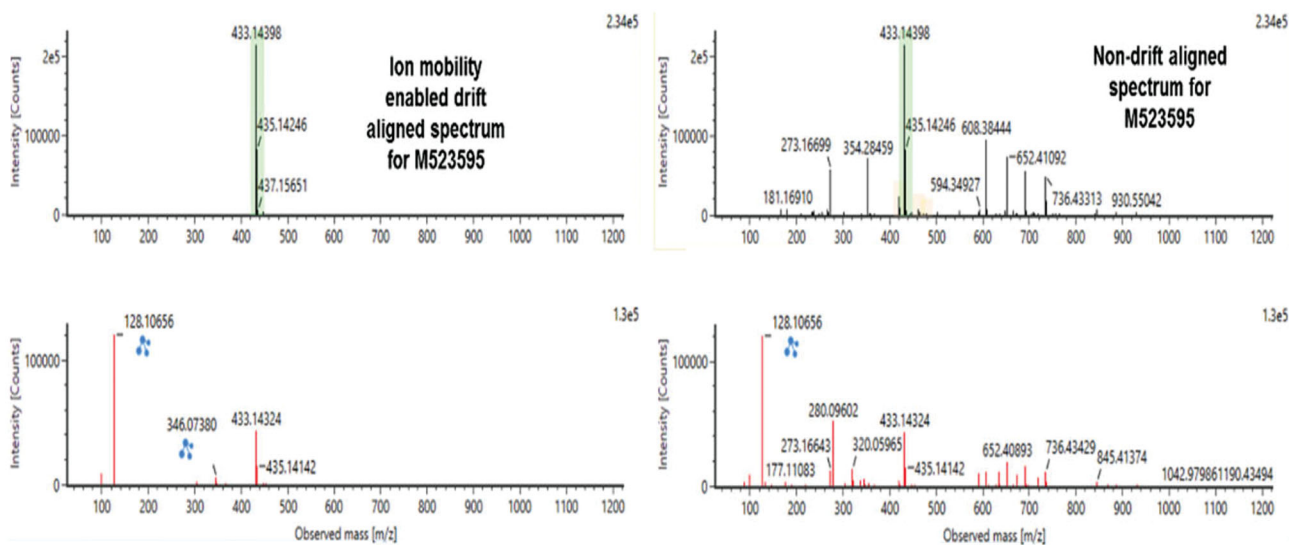 2.34e5
433.14398
2e5
Ion mobility
enabled drift
aligned spectrum
for M523595
Intensity [Counts]
100000
435.14246
437.15651
0
100 200 300 400 500 600 700 800 900 1000 1100 1200
2.34e5
433.14398
2e5
Non-drift aligned
spectrum for
M523595
Intensity [Counts]
100000
435.14246
608.38444
273.16699
354.28459
652.41092
181.16910
594.34927
736.43313
930.55042
0
100 200 300 400 500 600 700 800 900 1000 1100 1200
1.3e5
128.10656
Intensity [Counts]
100000
346.07380
433.14324
435.14142
0
100 200 300 400 500 600 700 800 900 1000 1100 1200
Observed mass [m/z]
1.3e5
128.10656
Intensity [Counts]
100000
280.09602
433.14324
273.16643
320.05965
652.40893
736.43429
177.11083
435.14142
845.41374
1042.979861190.43494
0
100 200 300 400 500 600 700 800 900 1000 1100 1200
Observed mass [m/z]